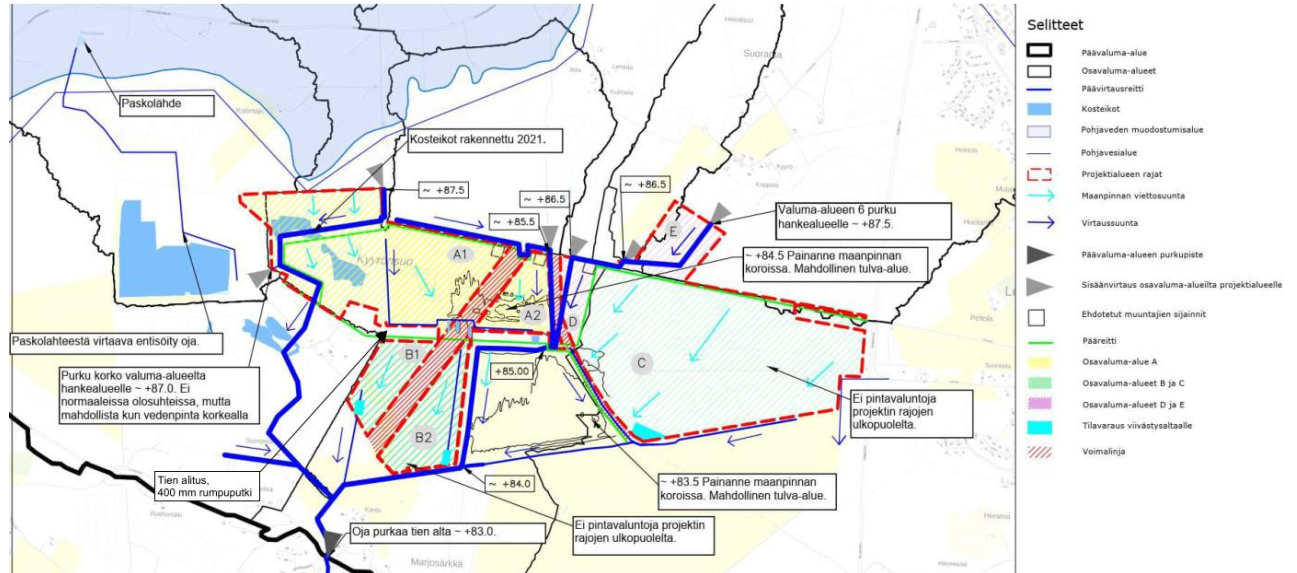 Suoranta
Paskolähde
Kotimäki
Kosteikot rakennettu 2021.
~ +87.5
~ +86.5
~ +86.5
~ +85.5
E
Valuma-alueen 6 purku
hankealueelle ~ +87.5.
A1
Kyyrönsuo
~ +84.5 Painanne maanpinnan
koroissa. Mahdollinen tulva-alue.
A2
D
Paskolahteestä virtaava entisöity oja.
B1
C
+85.00
Purku korko valuma-alueelta
hankealueelle ~ +87.0. Ei
normaaleissa olosuhteissa, mutta
mahdollista kun vedenpinta korkealla
Ei pintavaluntoja projektin
rajojen ulkopuolelta.
B2
Tien alitus,
400 mm rumpuputki
~ +84.0
~ +83.5 Painanne maanpinnan
koroissa. Mahdollinen tulva-alue.
Ei pintavaluntoja projektin
rajojen ulkopuolelta.
Oja purkaa tien alta ~ +83.0.
Marjosärkkä
Selitteet
Päävaluma-alue
Osavaluma-alueet
Päävirtausreitti
Kosteikot
Pohjaveden muodostumisalue
Pohjavesialue
Projektialueen rajat
Maanpinnan viettosuunta
Virtaussuunta
Päävaluma-alueen purkupiste
Sisäänvirtaus osavaluma-alueilta projektialueelle
Ehdotetut muuntajien sijainnit
Pääreitti
Osavaluma-alue A
Osavaluma-alueet B ja C
Osavaluma-alueet D ja E
Tilavaraus viivästysaltaalle
Voimalinja